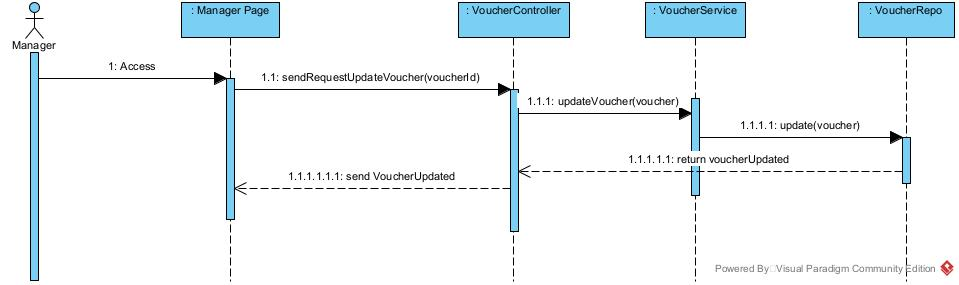 : Manager Page
: VoucherController
: VoucherService
: VoucherRepo
Manager
1: Access
1.1: sendRequestUpdateVoucher(voucherId)
1.1.1: updateVoucher(voucher)
1.1.1.1: update(voucher)
1.1.1.1.1: return voucherUpdated
1.1.1.1.1.1: send VoucherUpdated
Powered By Visual Paradigm Community Edition